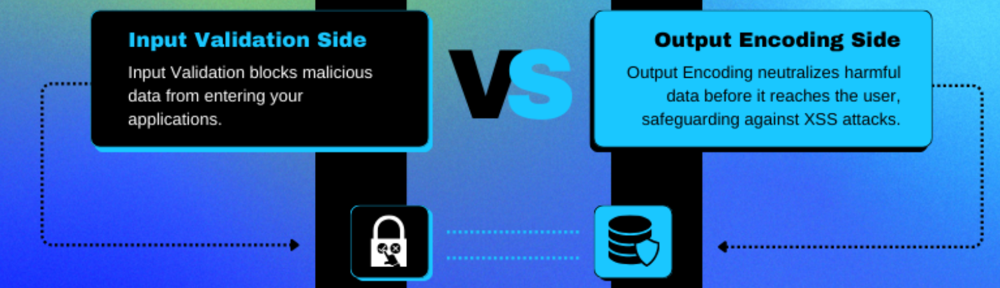 Input Validation Side
Input Validation blocks malicious
data from entering your
applications.
VS
Output Encoding Side
Output Encoding neutralizes harmful
data before it reaches the user,
safeguarding against XSS attacks.